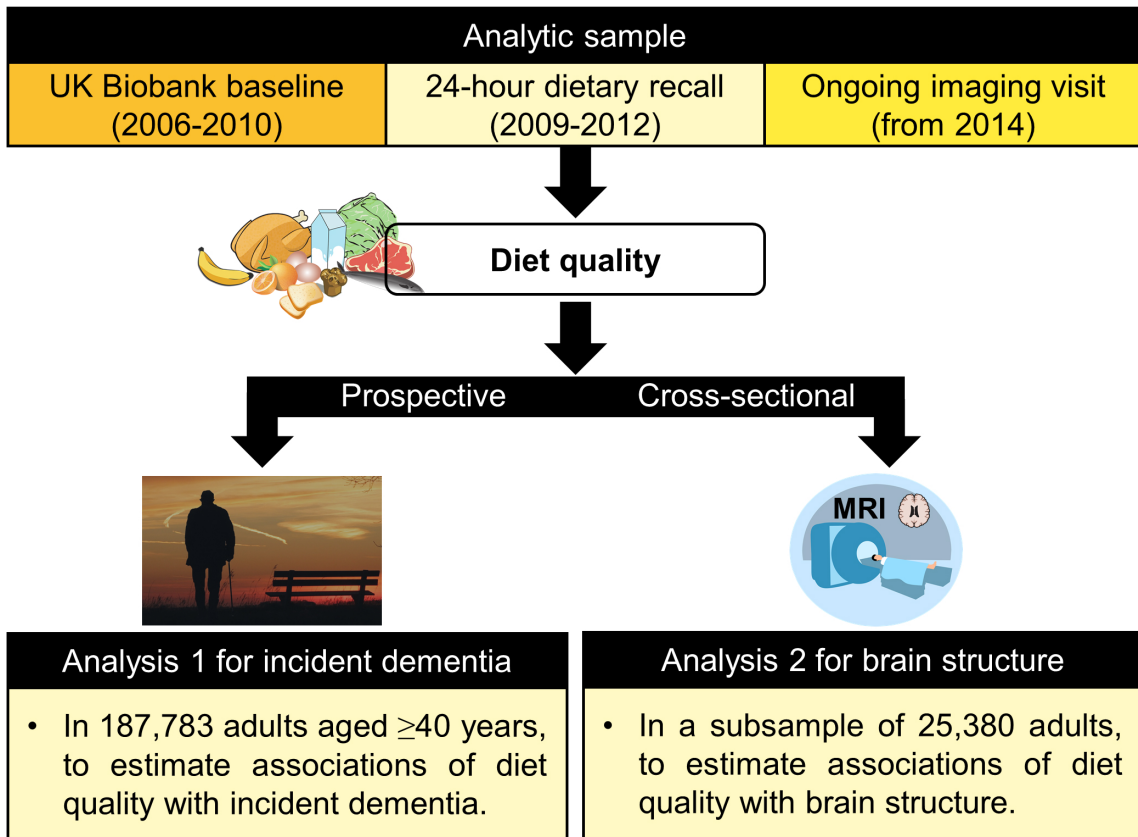 Analytic sample
UK Biobank baseline
(2006-2010)
24-hour dietary recall
(2009-2012)
Ongoing imaging visit
(from 2014)
Diet quality
Prospective
Cross-sectional
MRI
Analysis 1 for incident dementia
• In 187,783 adults aged ≥40 years,
to estimate associations of diet
quality with incident dementia.
Analysis 2 for brain structure
• In a subsample of 25,380 adults,
to estimate associations of diet
quality with brain structure.